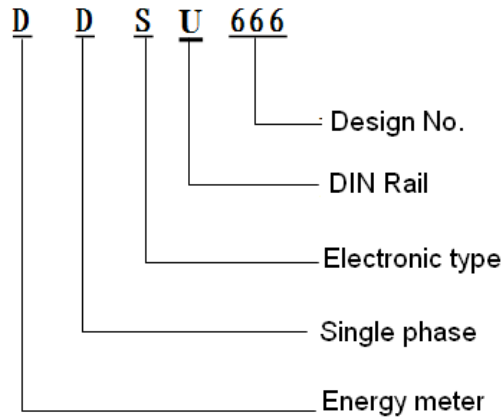 D D S U 666
Design No.
DIN Rail
Electronic type
Single phase
Energy meter